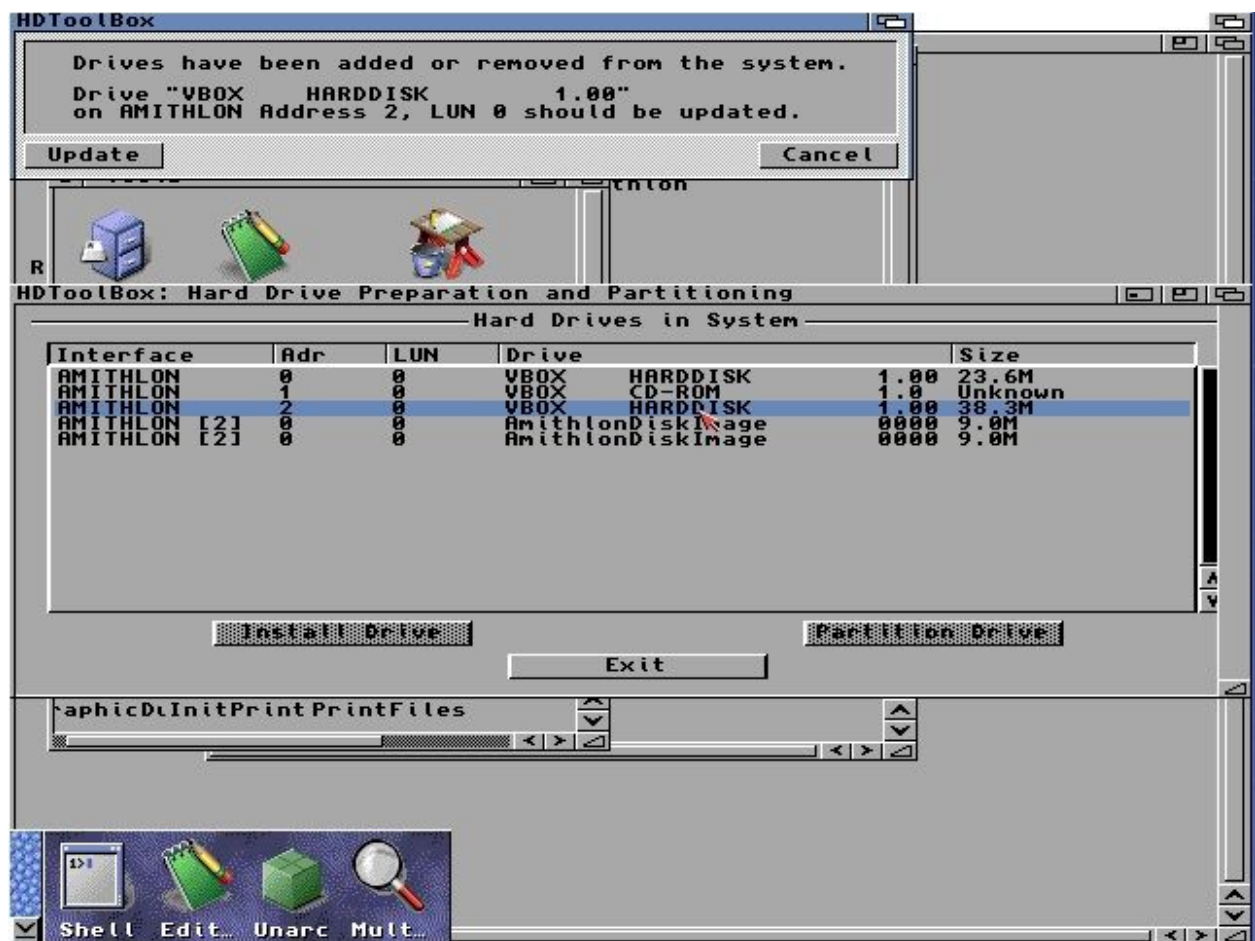 HDToolBox
Drives have been added or removed from the system.
Drive "VBOX HARDDISK 1.00"
on AMITHLON Address 2, LUN 0 should be updated.
Update Cancel
thlon
R
HDToolBox: Hard Drive Preparation and Partitioning
Hard Drives in System
Interface Adr LUN Drive Size
AMITHLON 0 0 VBOX HARDDISK 1.00 23.6M
AMITHLON 1 0 VBOX CD-ROM 1.0 Unknown
AMITHLON 2 0 VBOX HARDDISK 1.00 38.3M
AMITHLON [2] 0 0 AmithlonDiskImage 0000 9.0M
AMITHLON [2] 0 0 AmithlonDiskImage 0000 9.0M
Install Drive Partition Drive
Exit
raphicDuInitPrint PrintFiles
1>
Shell Edit… Unarc Mult…